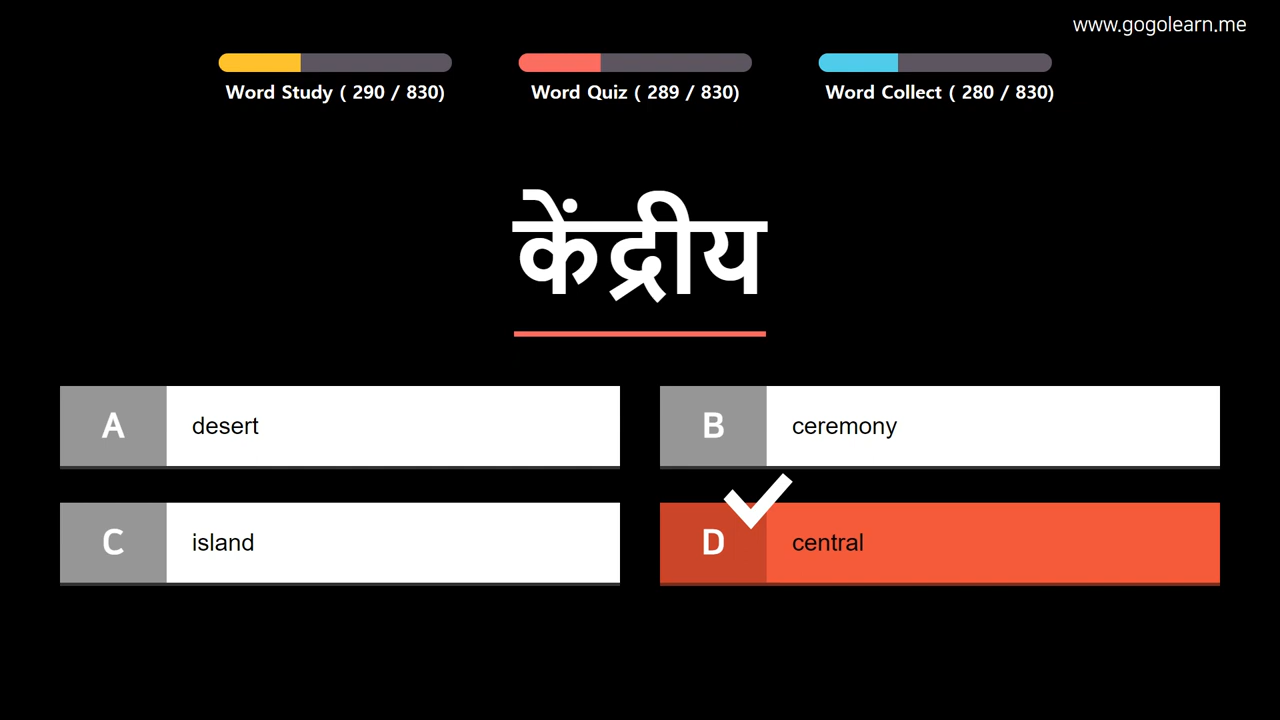 www.gogolearn.me
Word Study ( 290 / 830)
Word Quiz ( 289 / 830)
Word Collect ( 280 / 830)
केंद्रीय
A desert
B ceremony
C island
D central